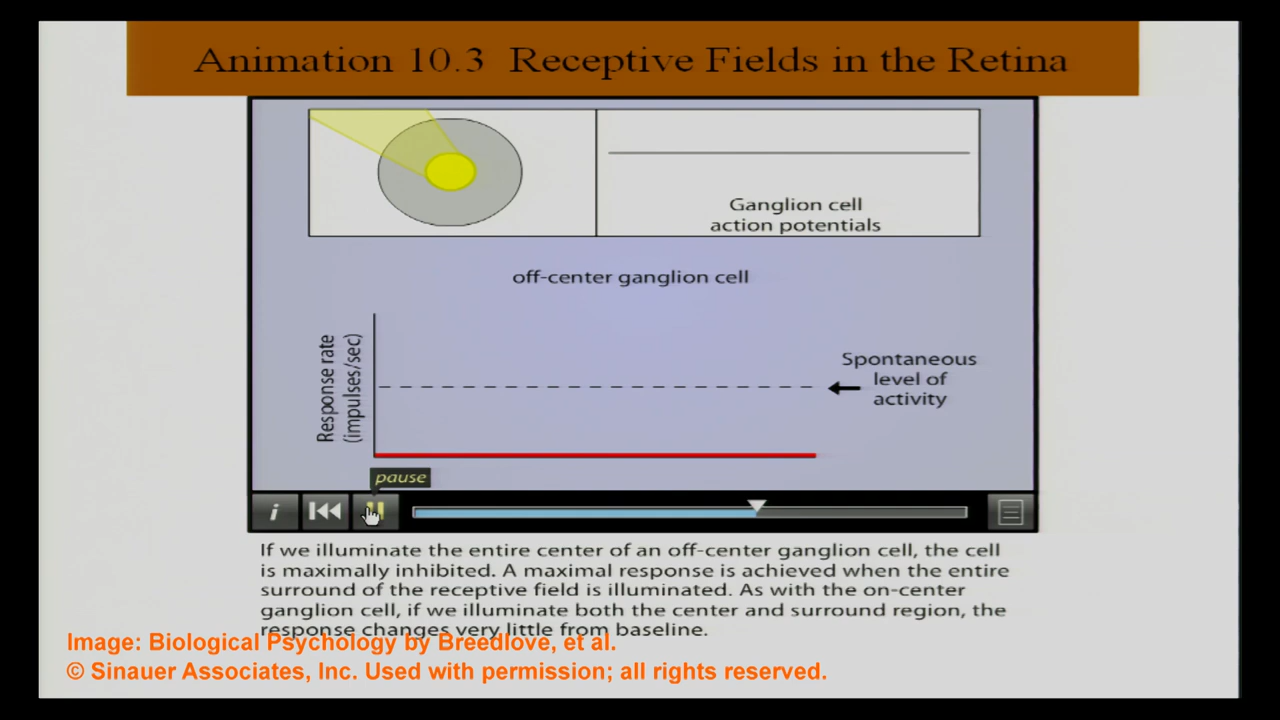 Animation 10.3 Receptive Fields in the Retina
Ganglion cell
action potentials
off-center ganglion cell
Response rate
(impulses/sec)
Spontaneous
level of
activity
pause
i
If we illuminate the entire center of an off-center ganglion cell, the cell
is maximally inhibited. A maximal response is achieved when the entire
surround of the receptive field is illuminated. As with the on-center
ganglion cell, if we illuminate both the center and surround region, the
response changes very little from baseline.
Image: Biological Psychology by Breedlove, et al.
© Sinauer Associates, Inc. Used with permission; all rights reserved.